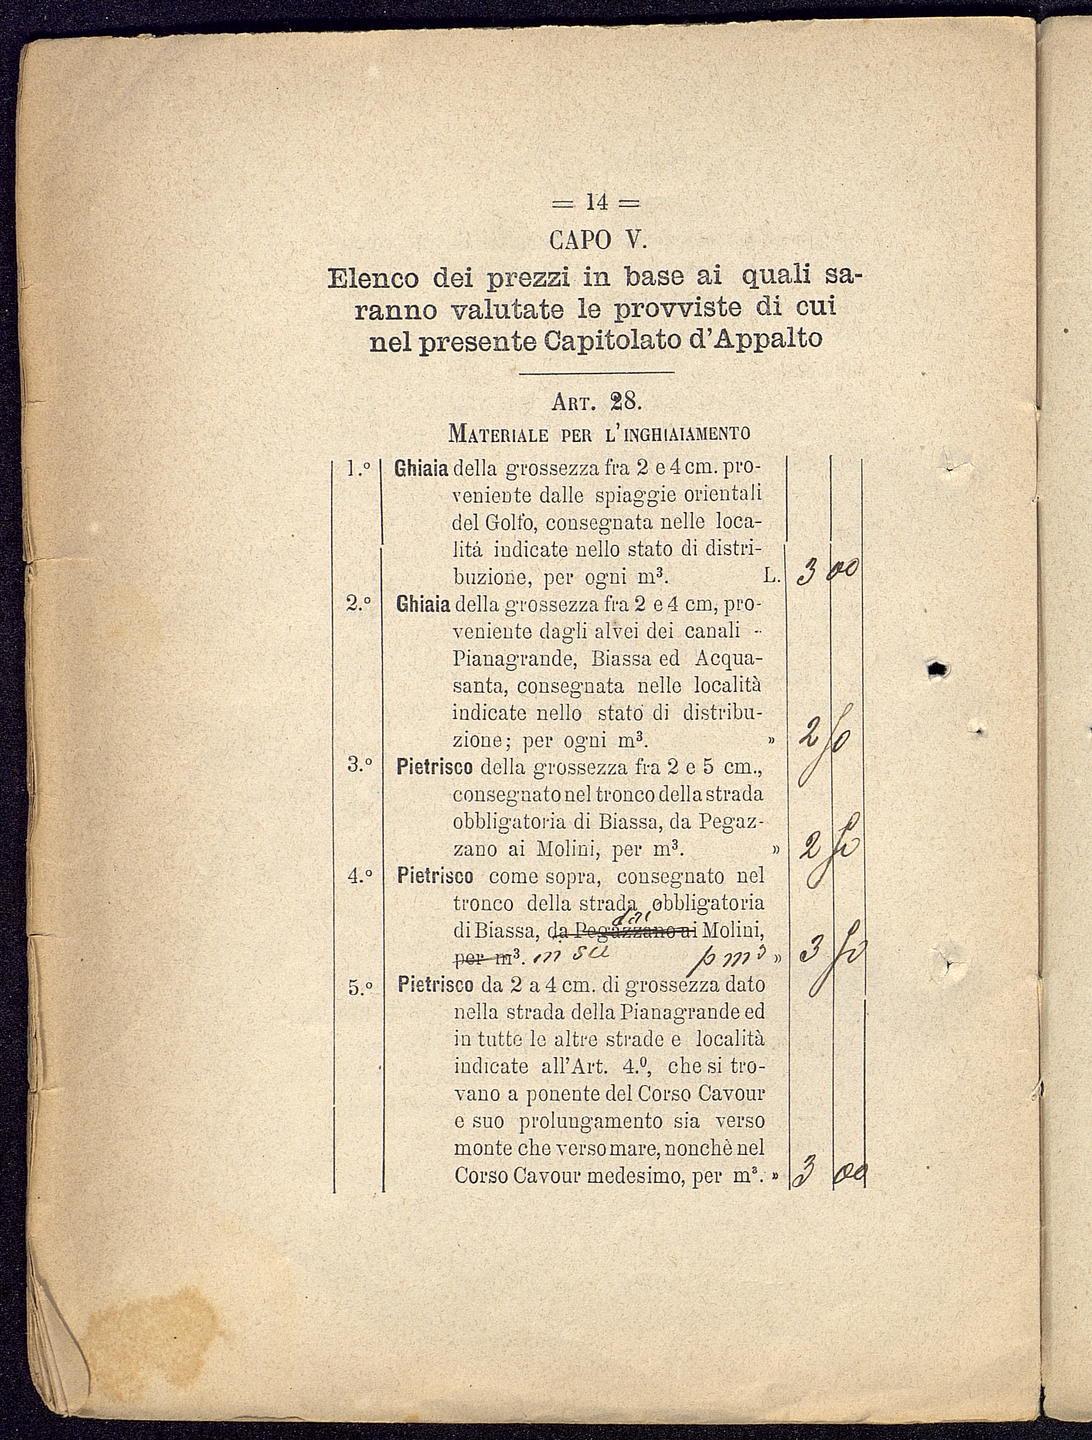 = 14 =
CAPO V.
Elenco dei prezzi in base ai quali sa-
ranno valutate le provviste di cui
nel presente Capitolato d'Appalto
ART. 28.
MATERIALE PER L'INGHIAIAMENTO
1.º Ghiaia della grossezza fra 2 e 4 cm. pro-
veniente dalle spiaggie orientali
del Golfo, consegnata nelle loca-
lità indicate nello stato di distri-
buzione, per ogni m³. L. 3 00
2.º Ghiaia della grossezza fra 2 e 4 cm, pro-
veniente dagli alvei dei canali -
Pianagrande, Biassa ed Acqua-
santa, consegnata nelle località
indicate nello stato di distribu-
zione; per ogni m³. » 2 50
3.º Pietrisco della grossezza fra 2 e 5 cm.,
consegnato nel tronco della strada
obbligatoria di Biassa, da Pegaz-
zano ai Molini, per m³. » 2 50
4.º Pietrisco come sopra, consegnato nel
tronco della strada obbligatoria
dai
di Biassa, da Pegazzano ai Molini,
per m³. in su p m³ » 3 50
5.º Pietrisco da 2 a 4 cm. di grossezza dato
nella strada della Pianagrande ed
in tutte le altre strade e località
indicate all'Art. 4.º, che si tro-
vano a ponente del Corso Cavour
e suo prolungamento sia verso
monte che verso mare, nonchè nel
Corso Cavour medesimo, per m³. » 3 00